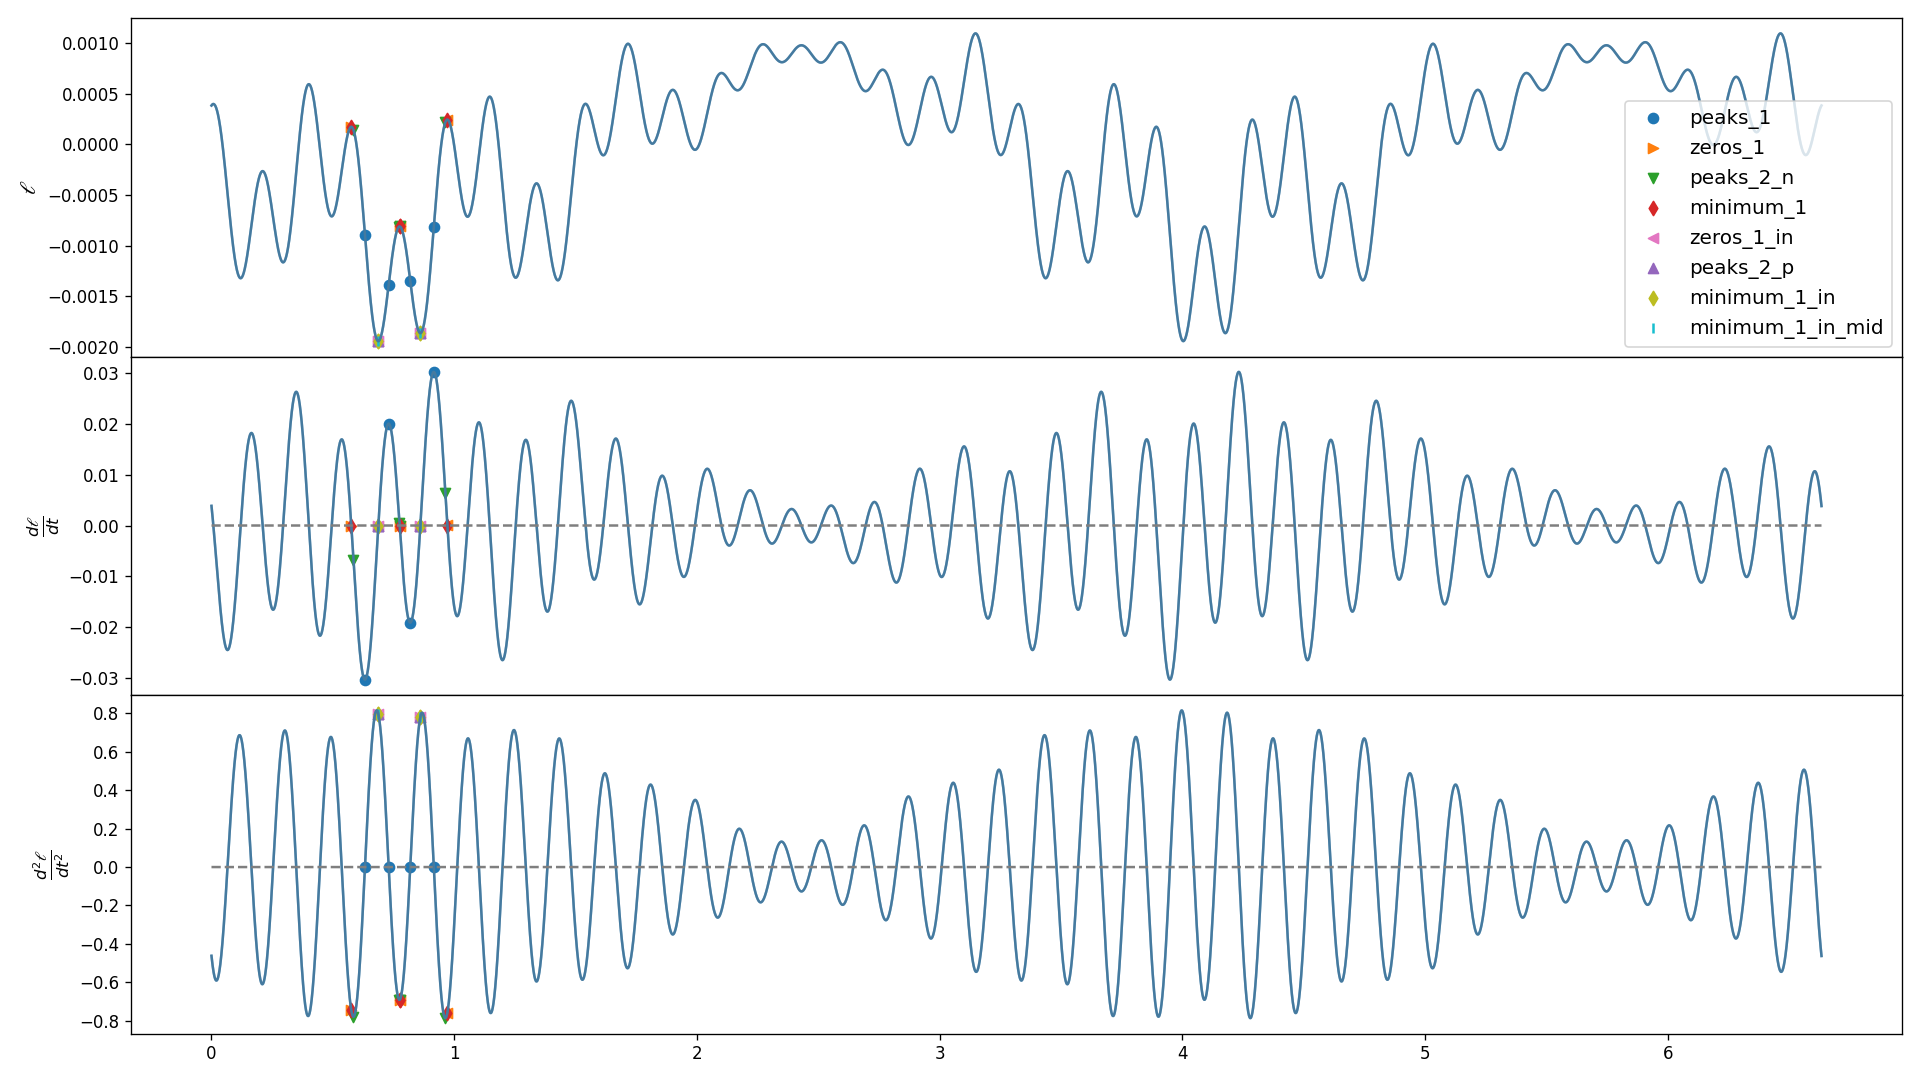 0.0010
0.0005
0.0000
−0.0005
−0.0010
−0.0015
−0.0020
ℓ
peaks_1
zeros_1
peaks_2_n
minimum_1
zeros_1_in
peaks_2_p
minimum_1_in
minimum_1_in_mid
0.03
0.02
0.01
0.00
−0.01
−0.02
−0.03
dℓ/dt
0.8
0.6
0.4
0.2
0.0
−0.2
−0.4
−0.6
−0.8
d²ℓ/dt²
0 1 2 3 4 5 6